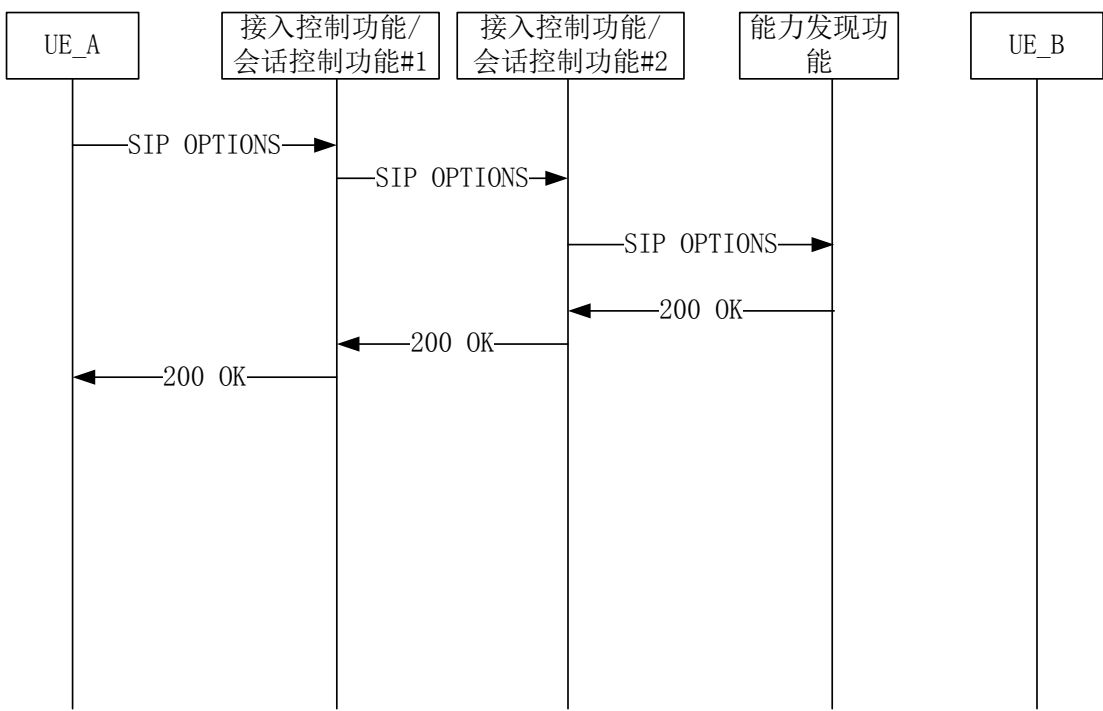 UE_A
接入控制功能/
会话控制功能#1
接入控制功能/
会话控制功能#2
能力发现功
能
UE_B
SIP OPTIONS
SIP OPTIONS
SIP OPTIONS
200 OK
200 OK
200 OK